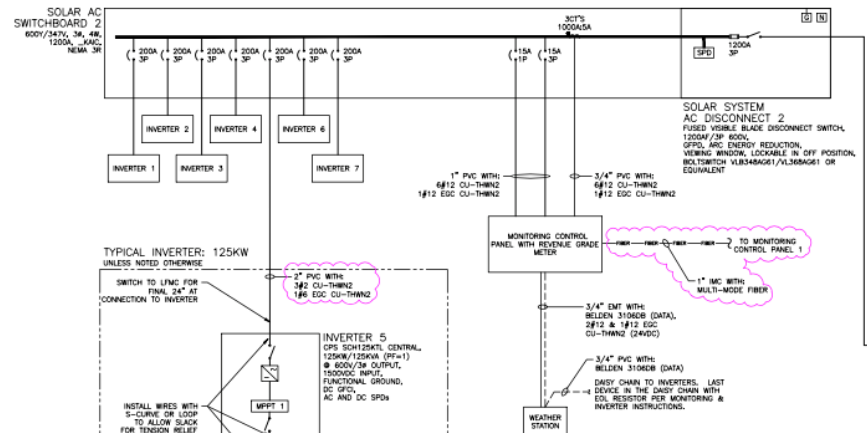 SOLAR AC
SWITCHBOARD 2
600Y/347V, 3ø, 4W,
1200A, _KAIC,
NEMA 3R
200A
3P
200A
3P
200A
3P
200A
3P
200A
3P
200A
3P
200A
3P
3CT'S
1000A:5A
15A
1P
15A
3P
SPD
1200A
3P
G
N
INVERTER 1
INVERTER 2
INVERTER 3
INVERTER 4
INVERTER 6
INVERTER 7
SOLAR SYSTEM
AC DISCONNECT 2
FUSED VISIBLE BLADE DISCONNECT SWITCH,
1200AF/3P 600V,
GFPD, ARC ENERGY REDUCTION,
VIEWING WINDOW, LOCKABLE IN OFF POSITION,
BOLTSWITCH VLB348AG61/VL368AG61 OR
EQUIVALENT
1" PVC WITH:
6#12 CU-THWN2
1#12 EGC CU-THWN2
3/4" PVC WITH:
6#12 CU-THWN2
1#12 EGC CU-THWN2
MONITORING CONTROL
PANEL WITH REVENUE GRADE
METER
FIBER FIBER FIBER FIBER
TO MONITORING
CONTROL PANEL 1
1" IMC WITH:
MULTI-MODE FIBER
TYPICAL INVERTER: 125KW
UNLESS NOTED OTHERWISE
SWITCH TO LFMC FOR
FINAL 24" AT
CONNECTION TO INVERTER
2" PVC WITH:
3#2 CU-THWN2
1#6 EGC CU-THWN2
INVERTER 5
CPS SCH125KTL CENTRAL,
125KW/125KVA (PF=1)
@ 600V/3ø OUTPUT,
1500VDC INPUT,
FUNCTIONAL GROUND,
DC GFCI,
AC AND DC SPDs
MPPT 1
INSTALL WIRES WITH
S-CURVE OR LOOP
TO ALLOW SLACK
FOR TENSION RELIEF
3/4" EMT WITH:
BELDEN 3106DB (DATA),
2#12 & 1#12 EGC
CU-THWN2 (24VDC)
3/4" PVC WITH:
BELDEN 3106DB (DATA)
DAISY CHAIN TO INVERTERS. LAST
DEVICE IN THE DAISY CHAIN WITH
EOL RESISTOR PER MONITORING &
INVERTER INSTRUCTIONS.
WEATHER
STATION